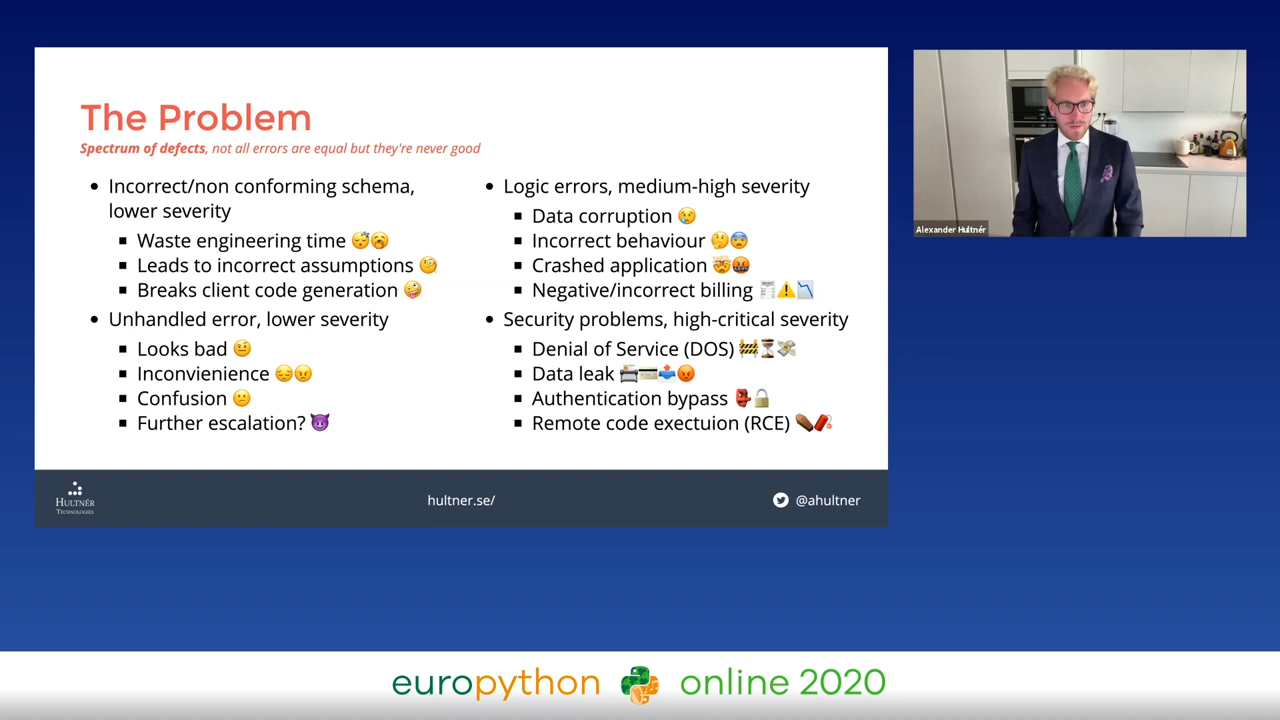 The Problem
Spectrum of defects, not all errors are equal but they're never good
• Incorrect/non conforming schema,
lower severity
▪ Waste engineering time 😴🥱
▪ Leads to incorrect assumptions 🧐
▪ Breaks client code generation 🤪
• Unhandled error, lower severity
▪ Looks bad 🤨
▪ Inconvienience 😔😠
▪ Confusion 😕
▪ Further escalation? 😈
• Logic errors, medium-high severity
▪ Data corruption 😢
▪ Incorrect behaviour 🤔😨
▪ Crashed application 🤯🤬
▪ Negative/incorrect billing 🧾⚠️📉
• Security problems, high-critical severity
▪ Denial of Service (DOS) 🚧⏳💸
▪ Data leak 📠💳📤😡
▪ Authentication bypass 👺🔓
▪ Remote code exectuion (RCE) ⚰️🧨
HULTNÉR
TECHNOLOGIES
hultner.se/
@ahultner
Alexander Hultnér
europython online 2020